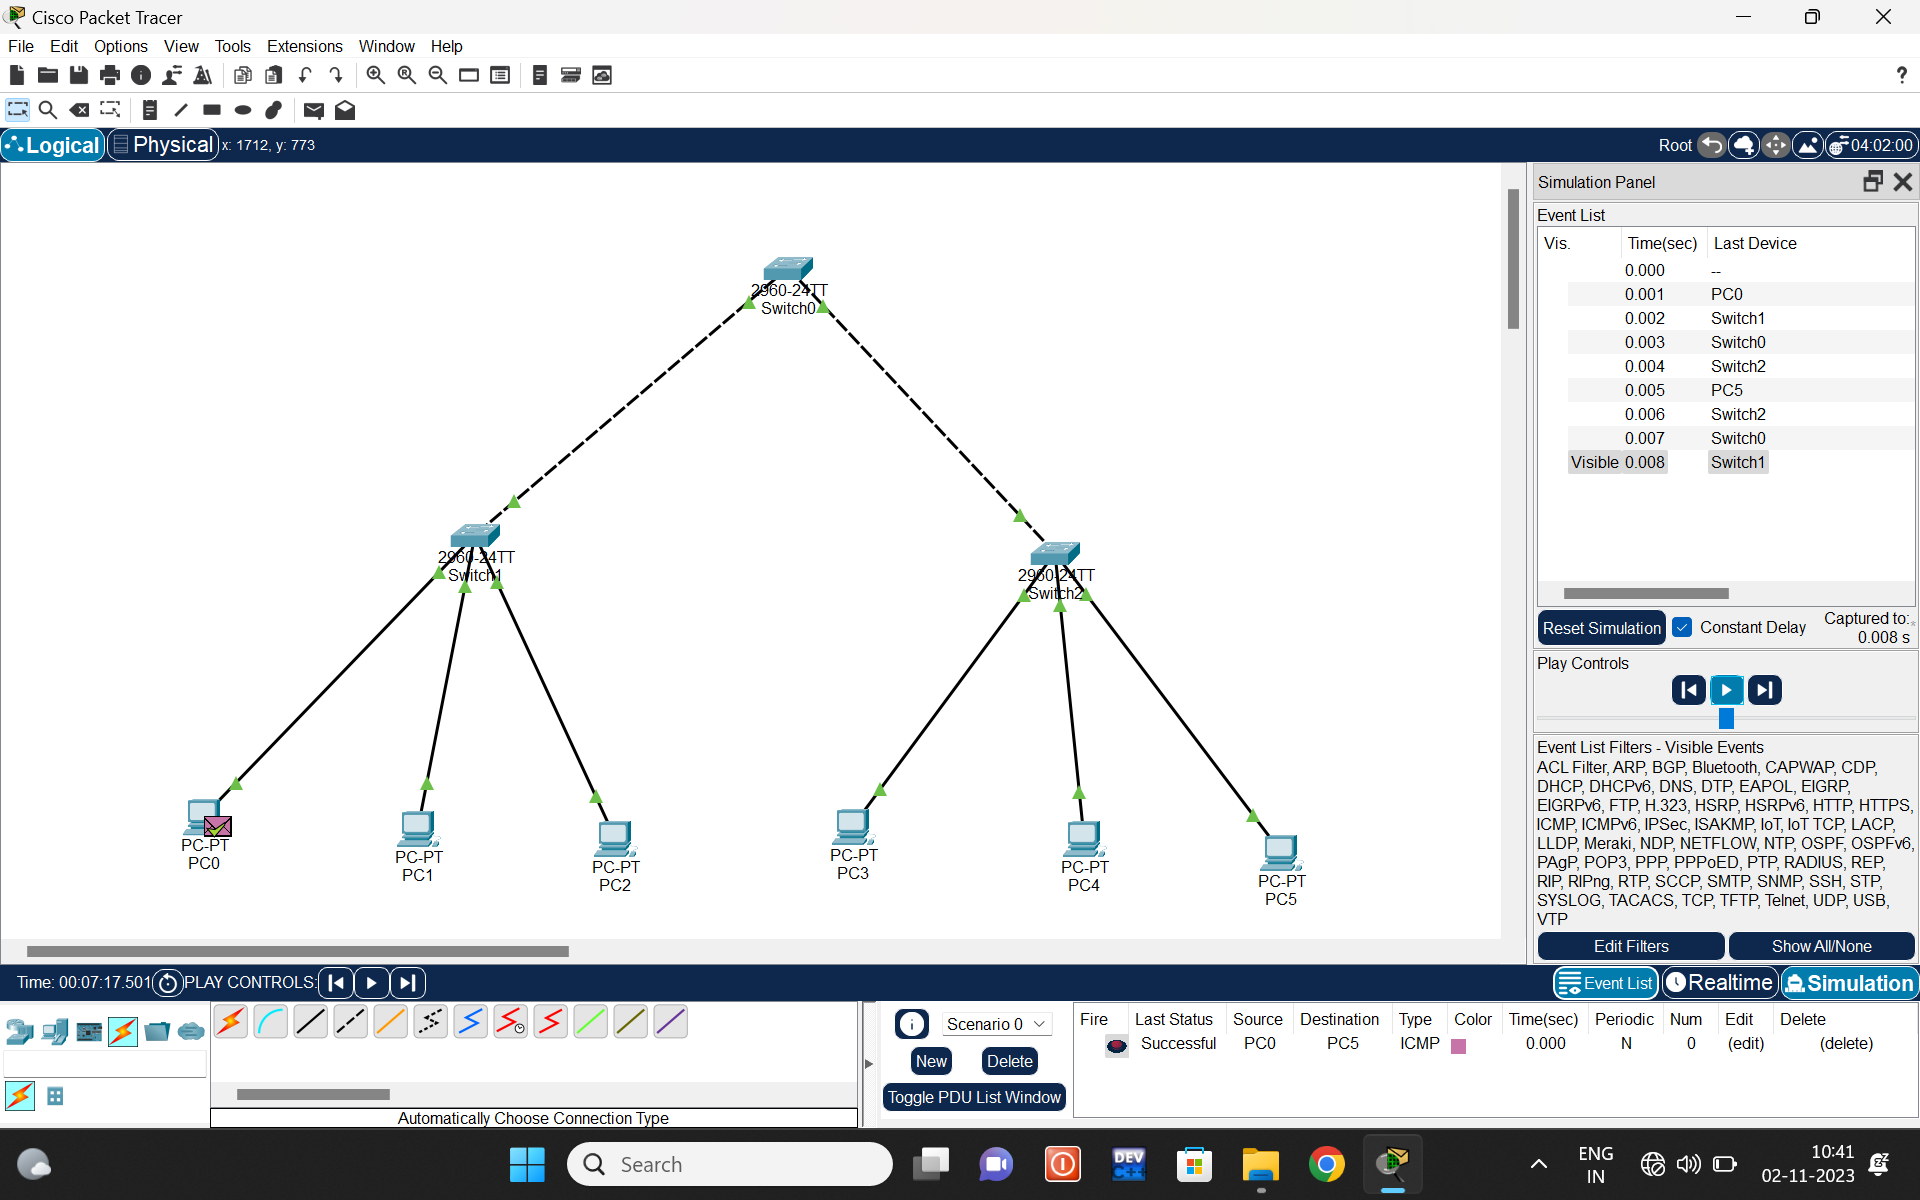 Cisco Packet Tracer
File Edit Options View Tools Extensions Window Help
?
Logical Physical x: 1712, y: 773 Root 04:02:00
2960-24TT
Switch0
2960-24TT
Switch1
2960-24TT
Switch2
PC-PT
PC0
PC-PT
PC1
PC-PT
PC2
PC-PT
PC3
PC-PT
PC4
PC-PT
PC5
Simulation Panel
Event List
Vis. Time(sec) Last Device
0.000 --
0.001 PC0
0.002 Switch1
0.003 Switch0
0.004 Switch2
0.005 PC5
0.006 Switch2
0.007 Switch0
Visible 0.008 Switch1
Reset Simulation Constant Delay Captured to:*
0.008 s
Play Controls
Event List Filters - Visible Events
ACL Filter, ARP, BGP, Bluetooth, CAPWAP, CDP,
DHCP, DHCPv6, DNS, DTP, EAPOL, EIGRP,
EIGRPv6, FTP, H.323, HSRP, HSRPv6, HTTP, HTTPS,
ICMP, ICMPv6, IPSec, ISAKMP, IoT, IoT TCP, LACP,
LLDP, Meraki, NDP, NETFLOW, NTP, OSPF, OSPFv6,
PAgP, POP3, PPP, PPPoED, PTP, RADIUS, REP,
RIP, RIPng, RTP, SCCP, SMTP, SNMP, SSH, STP,
SYSLOG, TACACS, TCP, TFTP, Telnet, UDP, USB,
VTP
Edit Filters Show All/None
Time: 00:07:17.501 PLAY CONTROLS: Event List Realtime Simulation
Automatically Choose Connection Type
Scenario 0
New Delete
Toggle PDU List Window
Fire Last Status Source Destination Type Color Time(sec) Periodic Num Edit Delete
Successful PC0 PC5 ICMP 0.000 N 0 (edit) (delete)
Search
DEV
C++
ENG
IN
10:41
02-11-2023